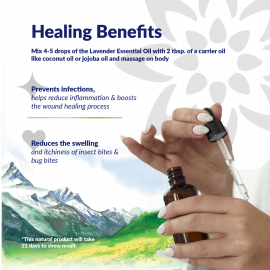 Healing Benefits
Mix 4-5 drops of the Lavender Essential Oil with 2 tbsp. of a carrier oil
like coconut oil or jojoba oil and massage on body
Prevents infections,
helps reduce inflammation & boosts
the wound healing process
Reduces the swelling
and itchiness of insect bites &
bug bites
*This natural product will take
21 days to show result